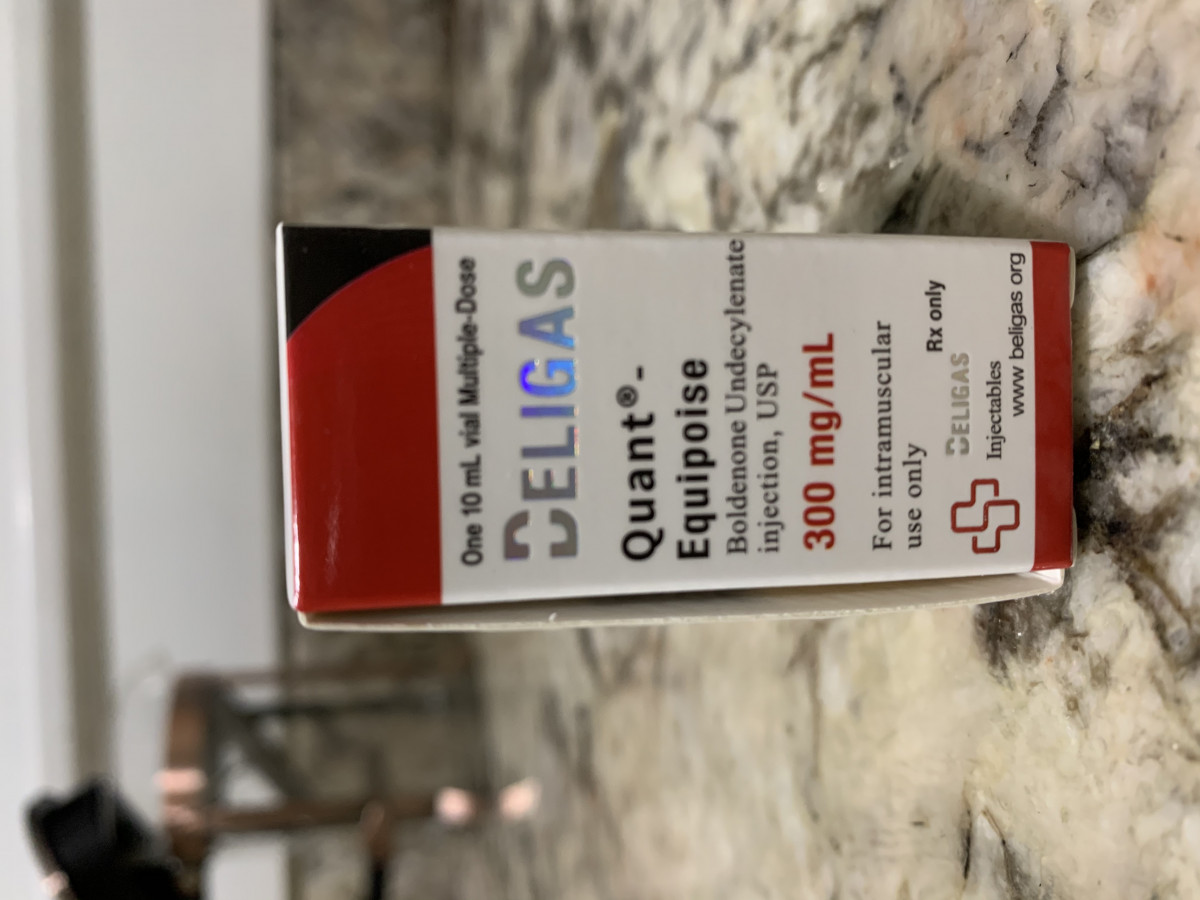 One 10 mL vial Multiple-Dose
BELIGAS
Quant®-
Equipoise
Boldenone Undecylenate
injection, USP
300 mg/mL
For intramuscular
use only
Rx only
BELIGAS
Injectables
www beligas org